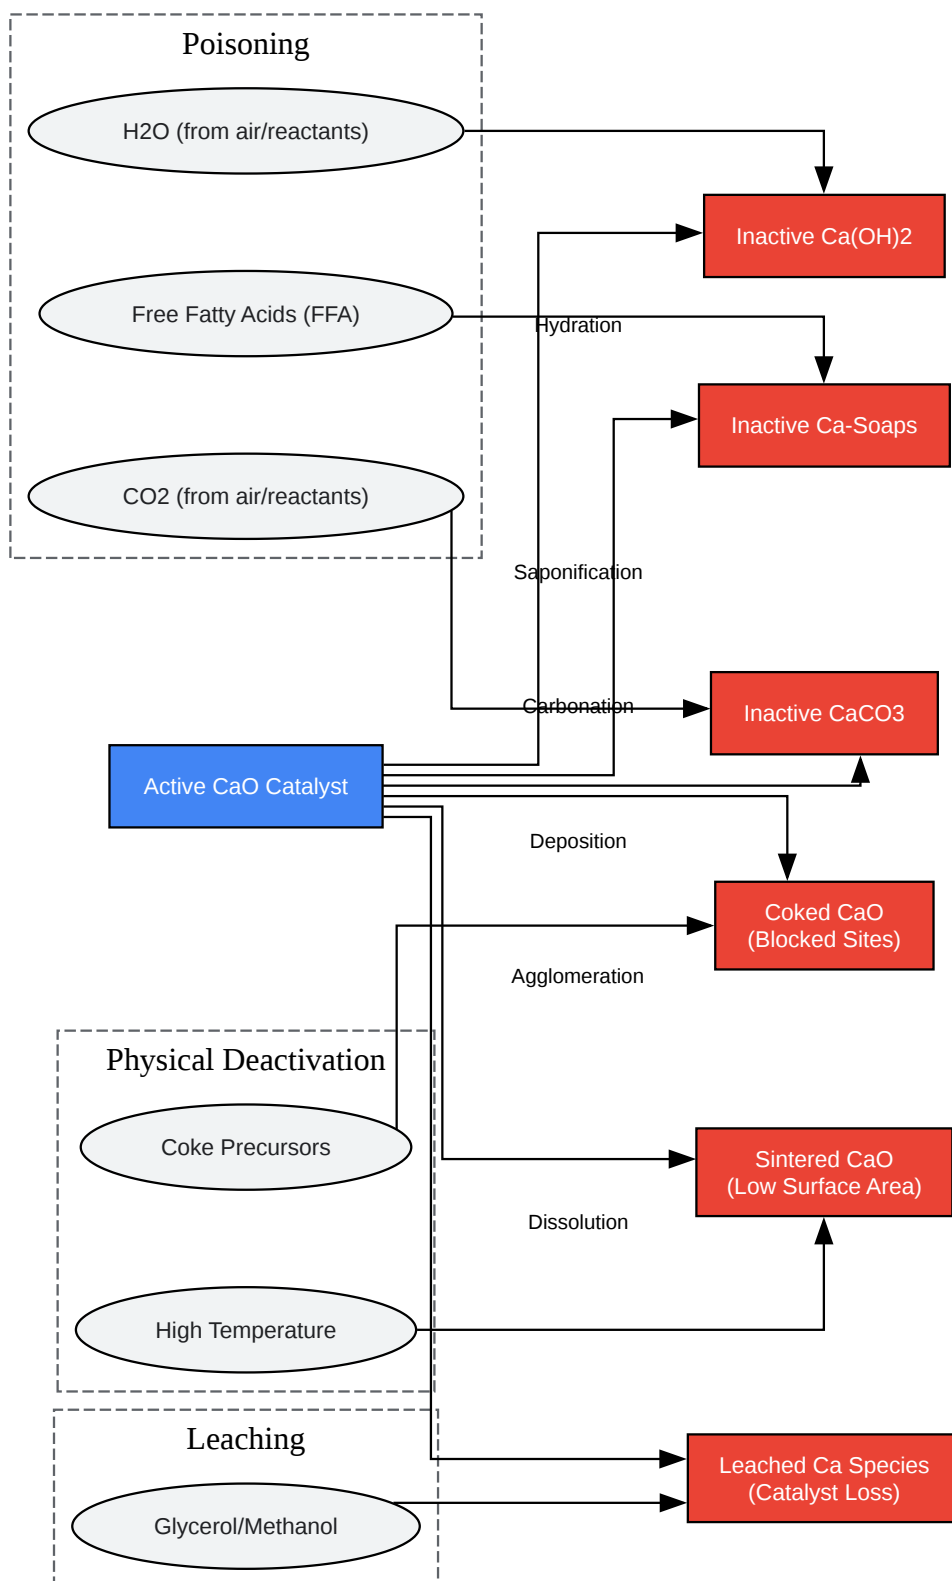 Poisoning
H2O (from air/reactants)
Inactive Ca(OH)2
Free Fatty Acids (FFA)
Hydration
Inactive Ca-Soaps
CO2 (from air/reactants)
Saponification
Carbonation
Inactive CaCO3
Active CaO Catalyst
Deposition
Coked CaO
(Blocked Sites)
Agglomeration
Physical Deactivation
Coke Precursors
Sintered CaO
(Low Surface Area)
Dissolution
High Temperature
Leaching
Leached Ca Species
(Catalyst Loss)
Glycerol/Methanol